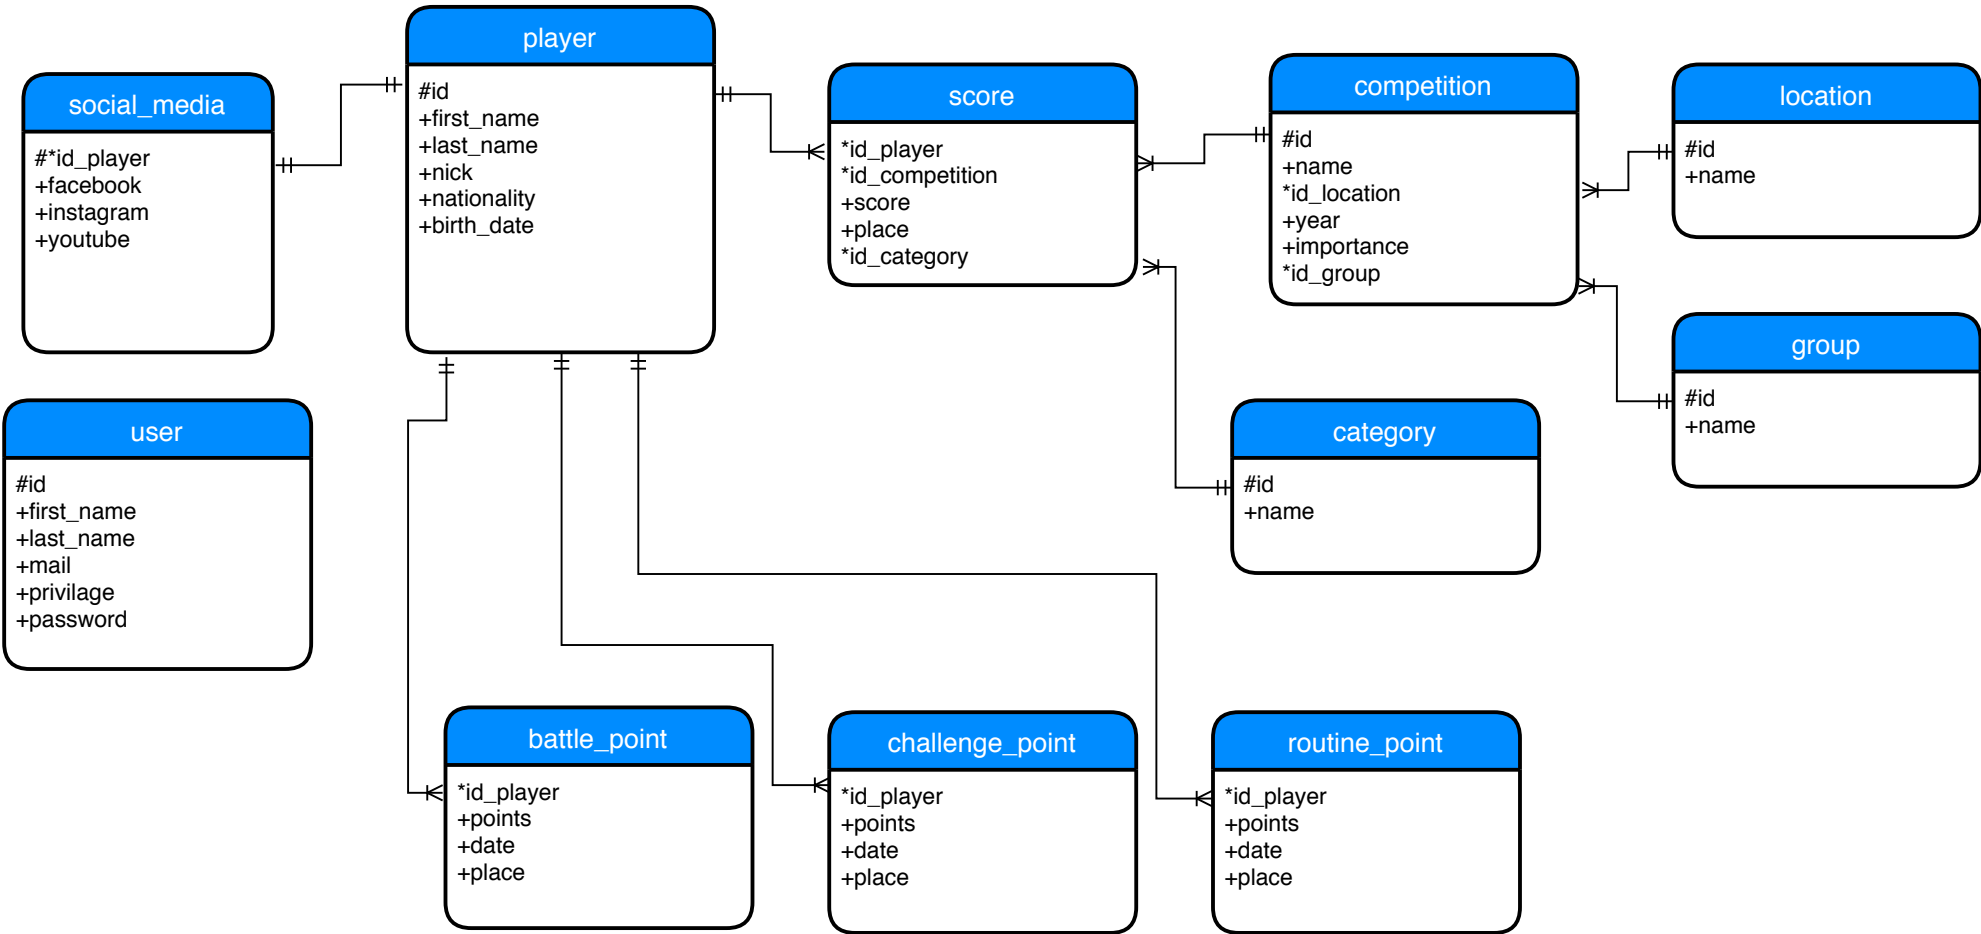 player
#id
+first_name
+last_name
+nick
+nationality
+birth_date
social_media
#*id_player
+facebook
+instagram
+youtube
score
*id_player
*id_competition
+score
+place
*id_category
competition
#id
+name
*id_location
+year
+importance
*id_group
location
#id
+name
group
#id
+name
user
#id
+first_name
+last_name
+mail
+privilage
+password
category
#id
+name
battle_point
*id_player
+points
+date
+place
challenge_point
*id_player
+points
+date
+place
routine_point
*id_player
+points
+date
+place